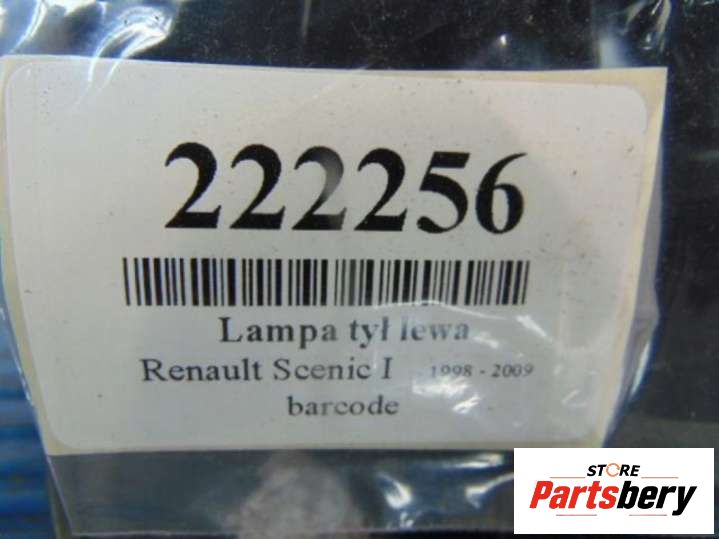 222256
Lampa tył lewa
Renault Scenic I 1998 - 2009
barcode
STORE
Partsbery